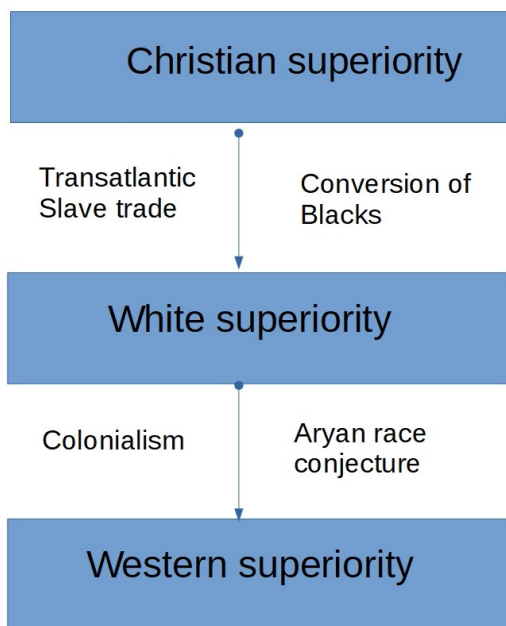 Christian superiority
Transatlantic
Slave trade
Conversion of
Blacks
White superiority
Colonialism
Aryan race
conjecture
Western superiority